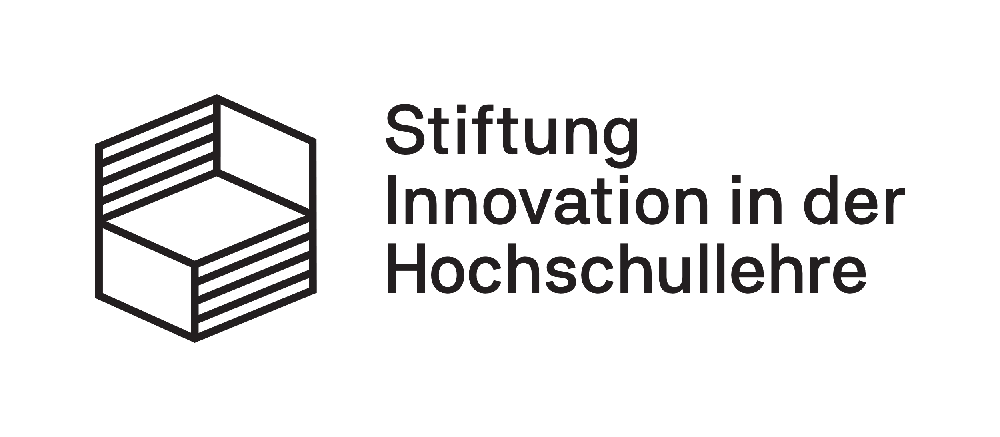 Stiftung
Innovation in der
Hochschullehre